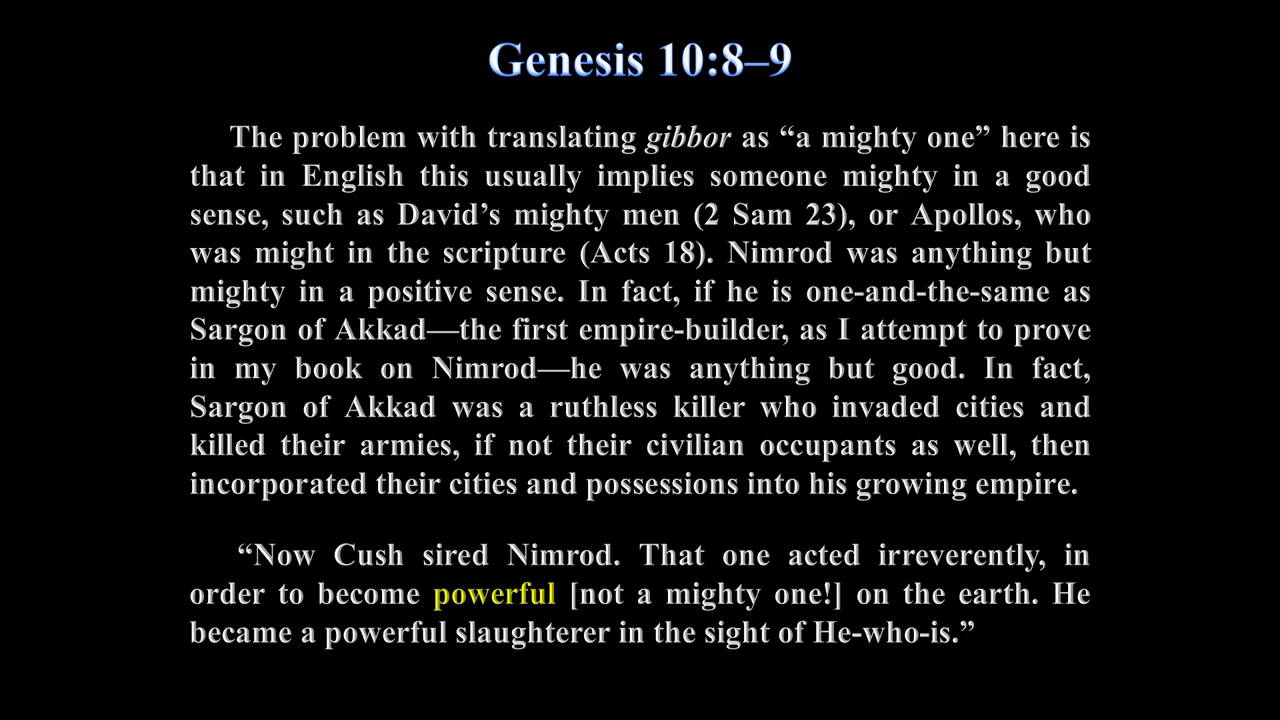 Genesis 10:8–9
The problem with translating gibbor as “a mighty one” here is
that in English this usually implies someone mighty in a good
sense, such as David’s mighty men (2 Sam 23), or Apollos, who
was might in the scripture (Acts 18). Nimrod was anything but
mighty in a positive sense. In fact, if he is one-and-the-same as
Sargon of Akkad—the first empire-builder, as I attempt to prove
in my book on Nimrod—he was anything but good. In fact,
Sargon of Akkad was a ruthless killer who invaded cities and
killed their armies, if not their civilian occupants as well, then
incorporated their cities and possessions into his growing empire.
“Now Cush sired Nimrod. That one acted irreverently, in
order to become powerful [not a mighty one!] on the earth. He
became a powerful slaughterer in the sight of He-who-is.”